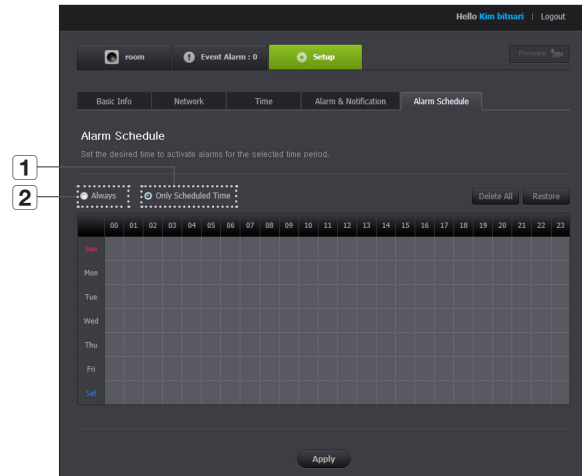 Hello Kim bitnari | Logout
room
Event Alarm : 0
Setup
Firmware
Basic Info
Network
Time
Alarm & Notification
Alarm Schedule
Alarm Schedule
Set the desired time to activate alarms for the selected time period.
1
2
Always
Only Scheduled Time
Delete All
Restore
00 01 02 03 04 05 06 07 08 09 10 11 12 13 14 15 16 17 18 19 20 21 22 23
Sun
Mon
Tue
Wed
Thu
Fri
Sat
Apply